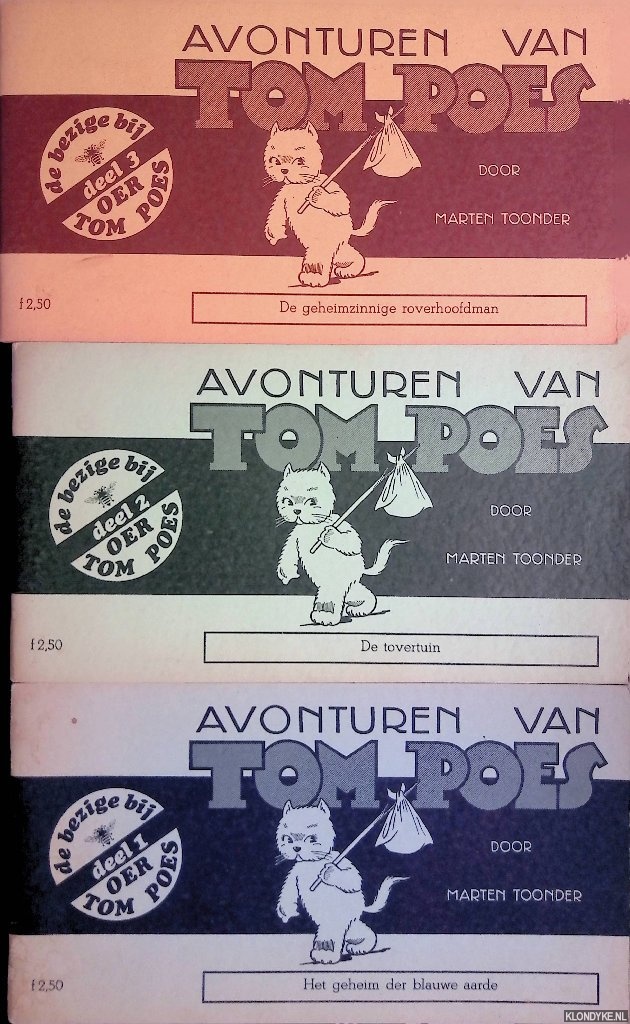 AVONTUREN VAN
TOM POES
de bezige bij
deel 3
OER
TOM POES
DOOR
MARTEN TOONDER
f 2,50
De geheimzinnige roverhoofdman
AVONTUREN VAN
TOM POES
de bezige bij
deel 2
OER
TOM POES
DOOR
MARTEN TOONDER
f 2,50
De tovertuin
AVONTUREN VAN
TOM POES
de bezige bij
deel 1
OER
TOM POES
DOOR
MARTEN TOONDER
f 2,50
Het geheim der blauwe aarde
KLONDYKE.NL